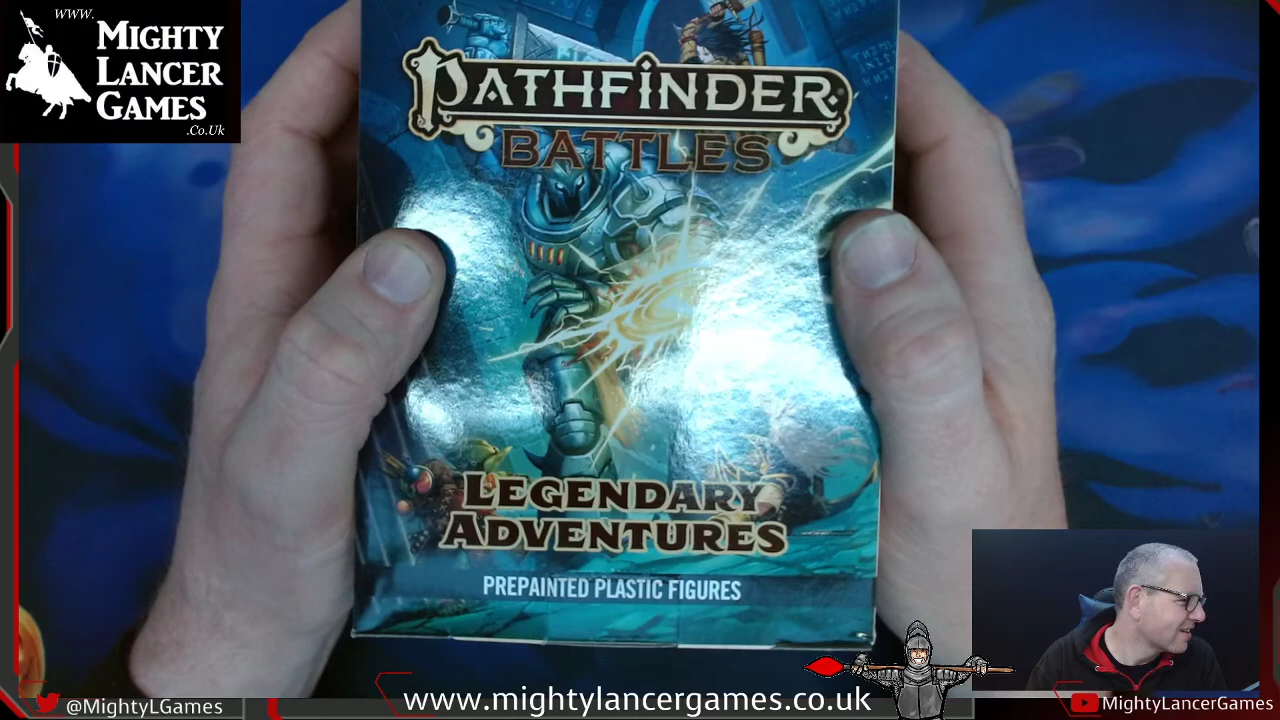 www.
MIGHTY
LANCER
GAMES
.Co.Uk
PATHFINDER
BATTLES
LEGENDARY
ADVENTURES
PREPAINTED PLASTIC FIGURES
@MightyLGames
www.mightylancergames.co.uk
MightyLancerGames